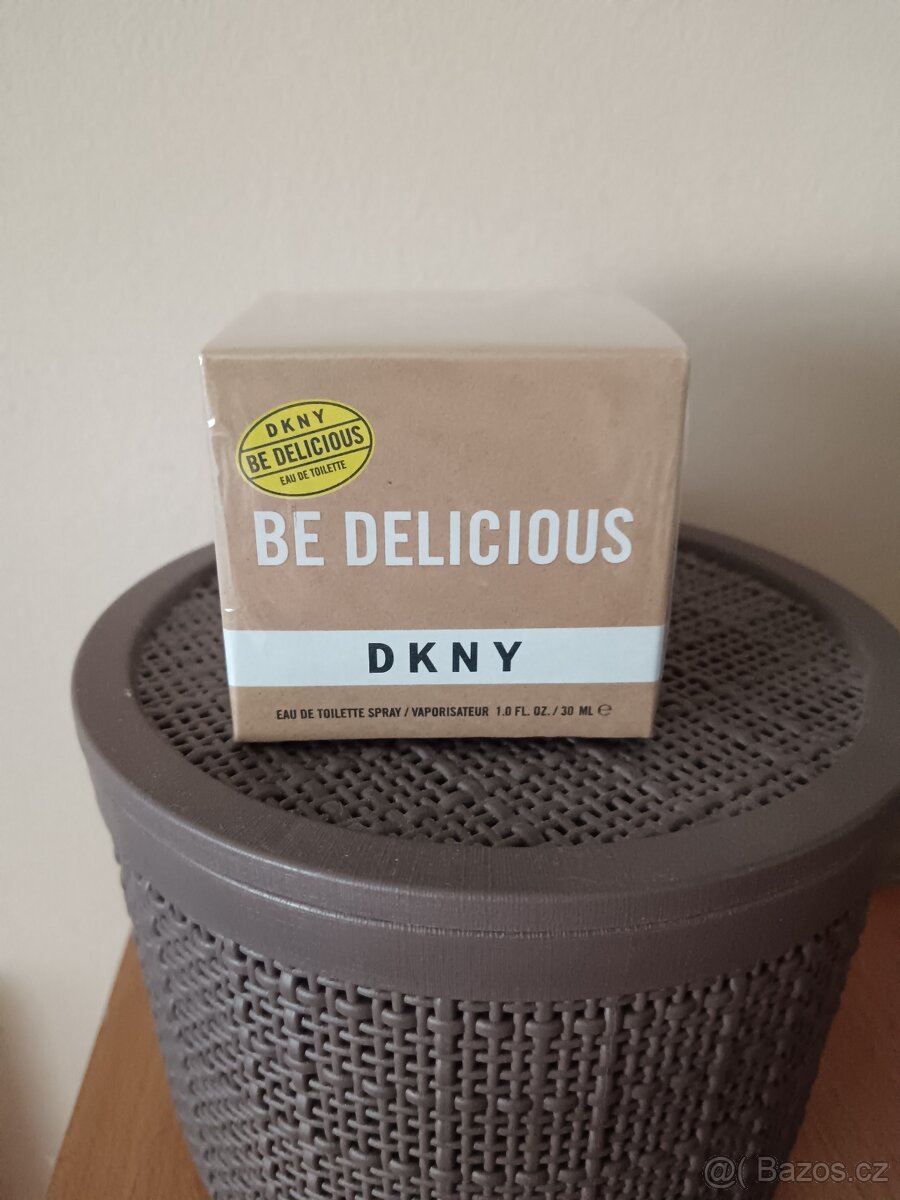 DKNY
BE DELICIOUS
EAU DE TOILETTE
BE DELICIOUS
DKNY
EAU DE TOILETTE SPRAY / VAPORISATEUR 1.0 FL. OZ. / 30 ML ℮
@( Bazos.cz